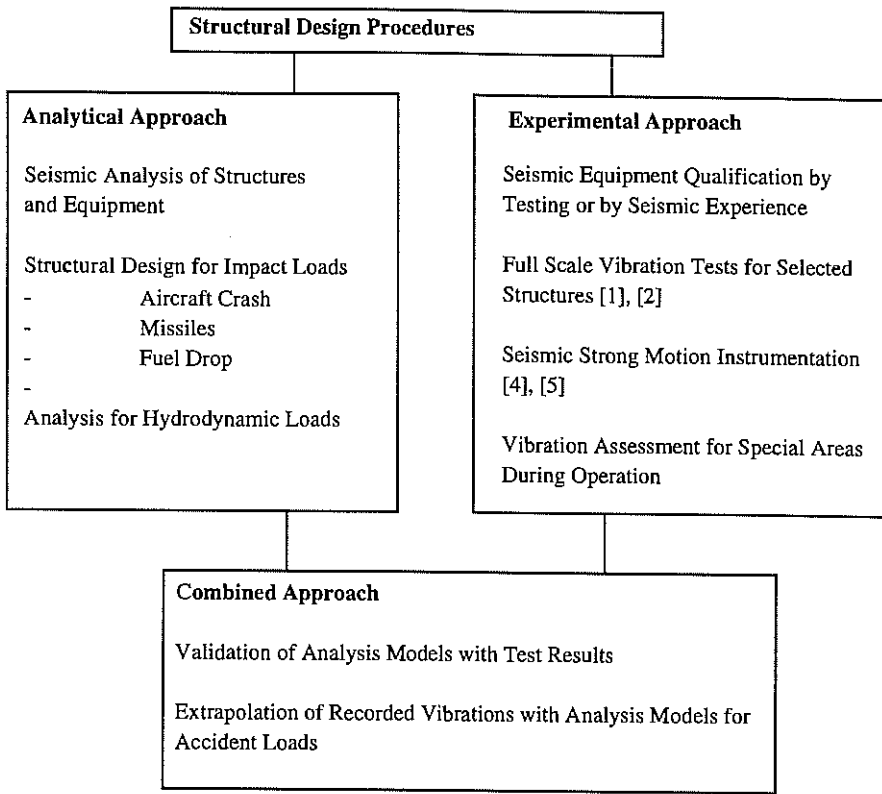 Structural Design Procedures
Analytical Approach
Seismic Analysis of Structures
and Equipment
Structural Design for Impact Loads
- Aircraft Crash
- Missiles
- Fuel Drop
-
Analysis for Hydrodynamic Loads
Experimental Approach
Seismic Equipment Qualification by
Testing or by Seismic Experience
Full Scale Vibration Tests for Selected
Structures [1], [2]
Seismic Strong Motion Instrumentation
[4], [5]
Vibration Assessment for Special Areas
During Operation
Combined Approach
Validation of Analysis Models with Test Results
Extrapolation of Recorded Vibrations with Analysis Models for
Accident Loads